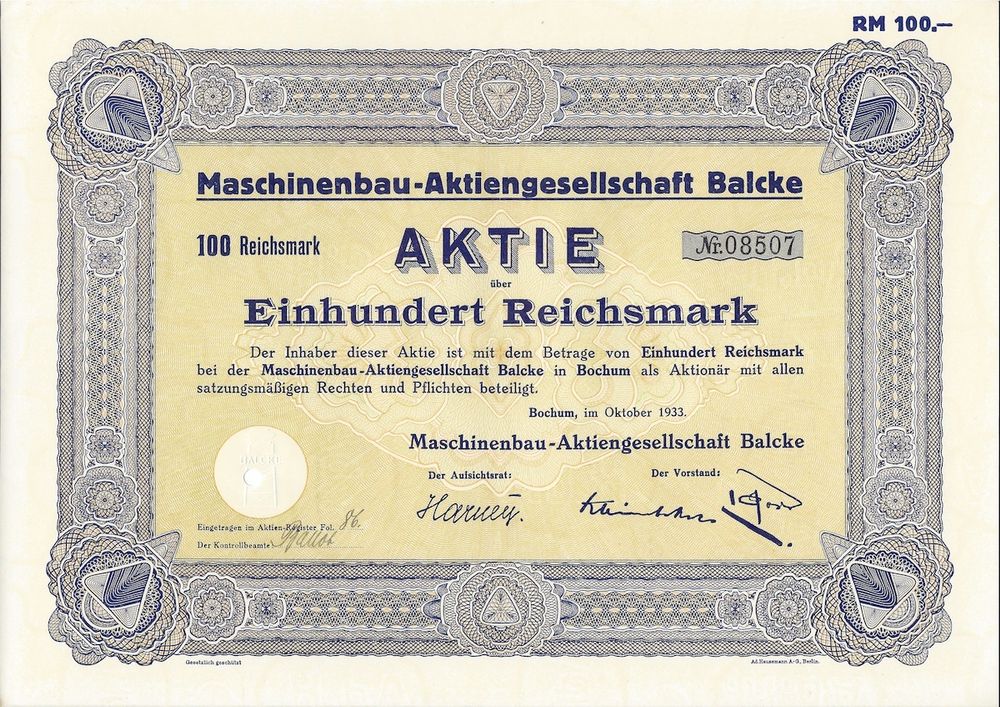 RM 100.—
Maschinenbau-Aktiengesellschaft Balcke
100 Reichsmark
AKTIE
Nr. 08507
über
Einhundert Reichsmark
Der Inhaber dieser Aktie ist mit dem Betrage von Einhundert Reichsmark
bei der Maschinenbau-Aktiengesellschaft Balcke in Bochum als Aktionär mit allen
satzungsmäßigen Rechten und Pflichten beteiligt.
Bochum, im Oktober 1933.
Maschinenbau-Aktiengesellschaft Balcke
Der Aufsichtsrat:
Der Vorstand:
BALCKE
Harney.
Eingetragen im Aktien-Register Fol. 86.
Der Kontrollbeamte
Gesetzlich geschützt
Ad. Heusemann A-G, Berlin.